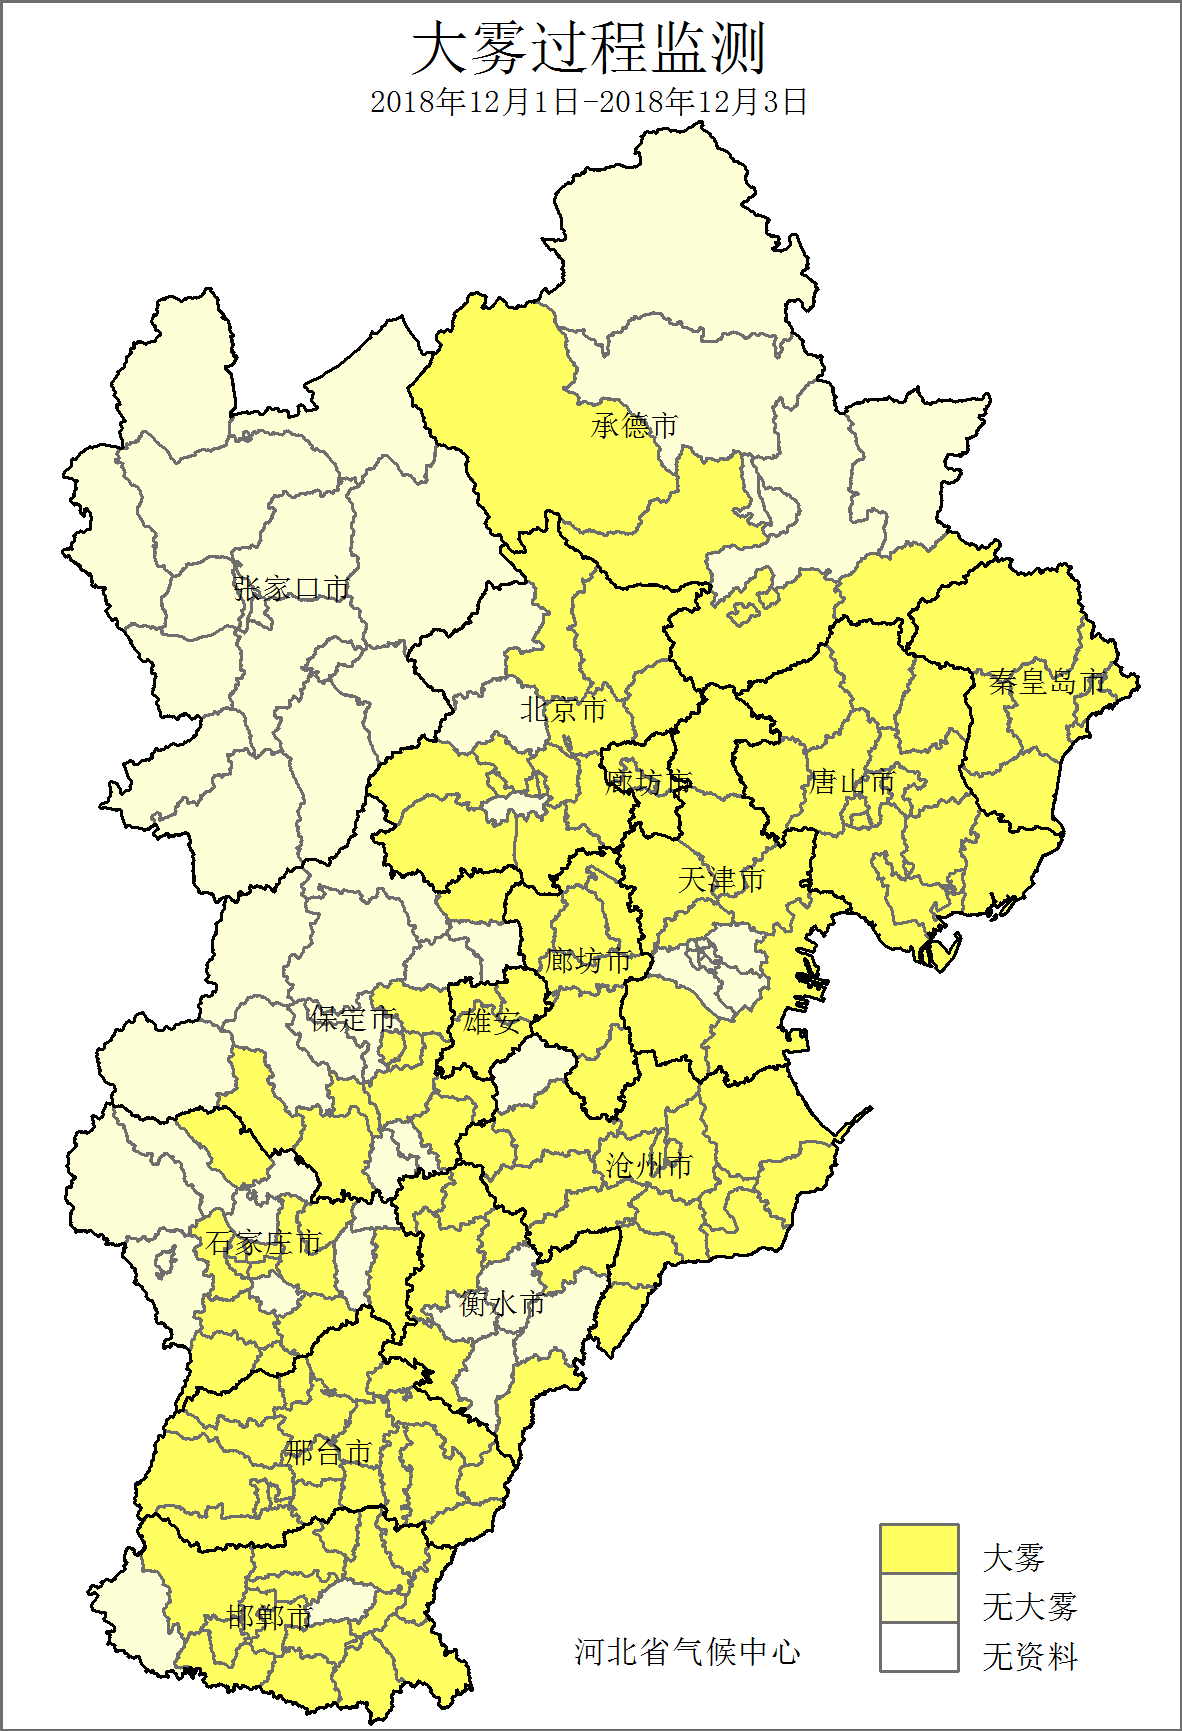 大雾过程监测
2018年12月1日-2018年12月3日
承德市
张家口市
秦皇岛市
北京市
廊坊市
唐山市
天津市
廊坊市
保定市
雄安
沧州市
石家庄市
衡水市
邢台市
邯郸市
大雾
无大雾
无资料
河北省气候中心